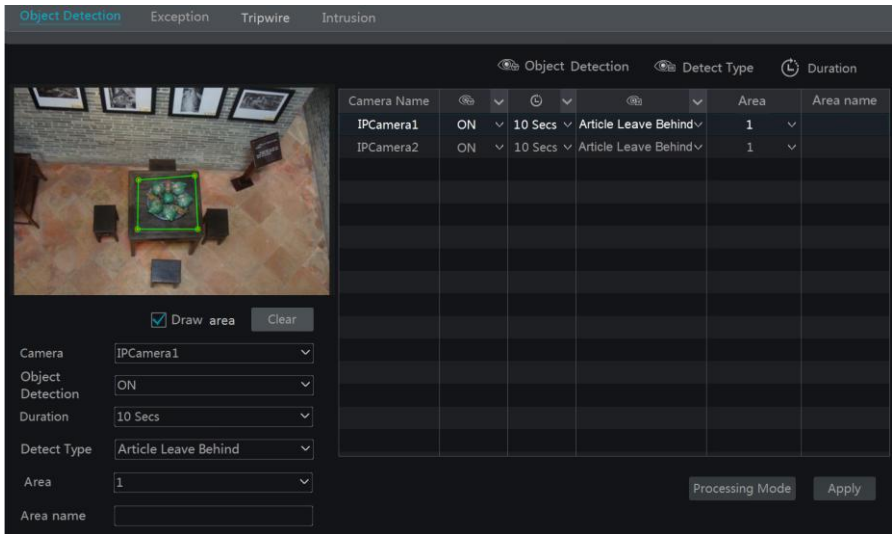 Object Detection Exception Tripwire Intrusion
Object Detection Detect Type Duration
Camera Name Area Area name
IPCamera1 ON 10 Secs Article Leave Behind 1
IPCamera2 ON 10 Secs Article Leave Behind 1
Draw area Clear
Camera IPCamera1
Object Detection ON
Duration 10 Secs
Detect Type Article Leave Behind
Area 1
Area name
Processing Mode Apply